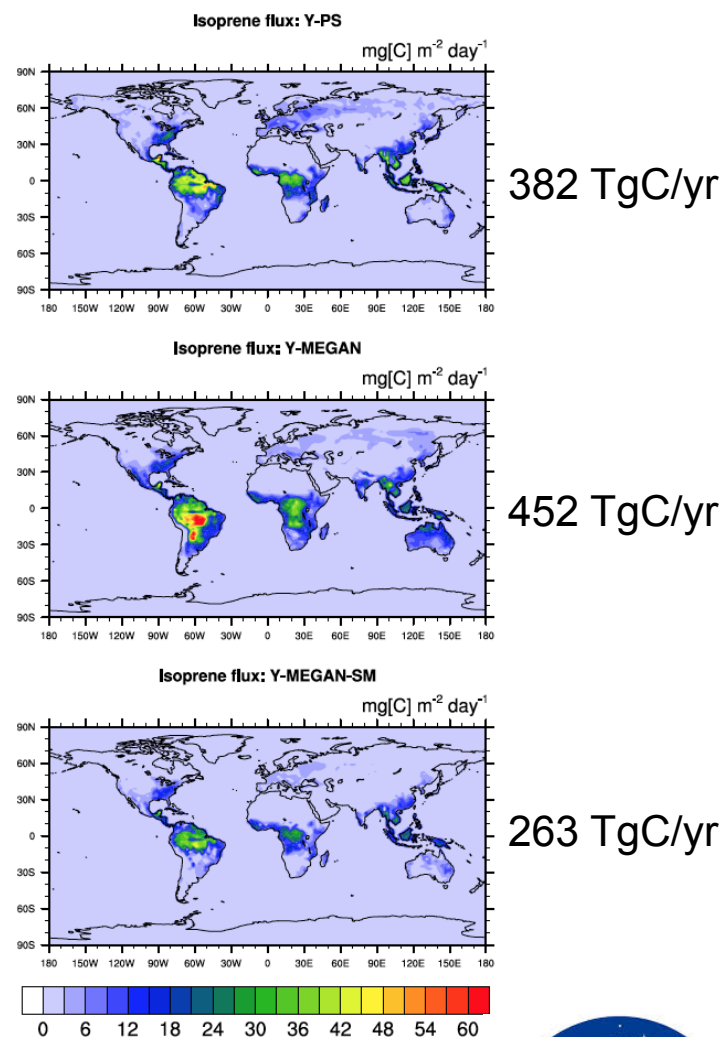 Isoprene flux: Y-PS
mg[C] m⁻² day⁻¹
90N
60N
30N
0
30S
60S
90S
180 150W 120W 90W 60W 30W 0 30E 60E 90E 120E 150E 180
382 TgC/yr
Isoprene flux: Y-MEGAN
mg[C] m⁻² day⁻¹
90N
60N
30N
0
30S
60S
90S
180 150W 120W 90W 60W 30W 0 30E 60E 90E 120E 150E 180
452 TgC/yr
Isoprene flux: Y-MEGAN-SM
mg[C] m⁻² day⁻¹
90N
60N
30N
0
30S
60S
90S
180 150W 120W 90W 60W 30W 0 30E 60E 90E 120E 150E 180
263 TgC/yr
0 6 12 18 24 30 36 42 48 54 60